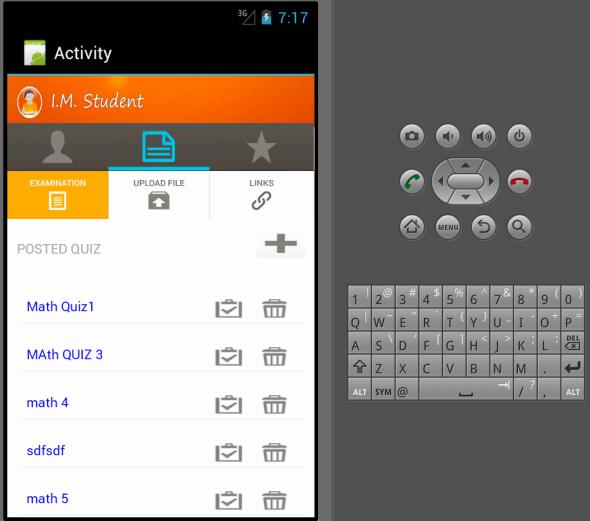 3G 7:17
Activity
I.M. Student
EXAMINATION UPLOAD FILE LINKS
POSTED QUIZ
Math Quiz1
MAth QUIZ 3
math 4
sdfsdf
math 5
MENU
1 ! 2 @ 3 # 4 $ 5 % 6 ^ 7 & 8 * 9 ( 0 )
Q | W ~ E " R ` T { Y } U _ I - O + P =
A S \ D ' F [ G ] H < J > K ; L : DEL
Z X C V B N M .
ALT SYM @ / ? , ALT